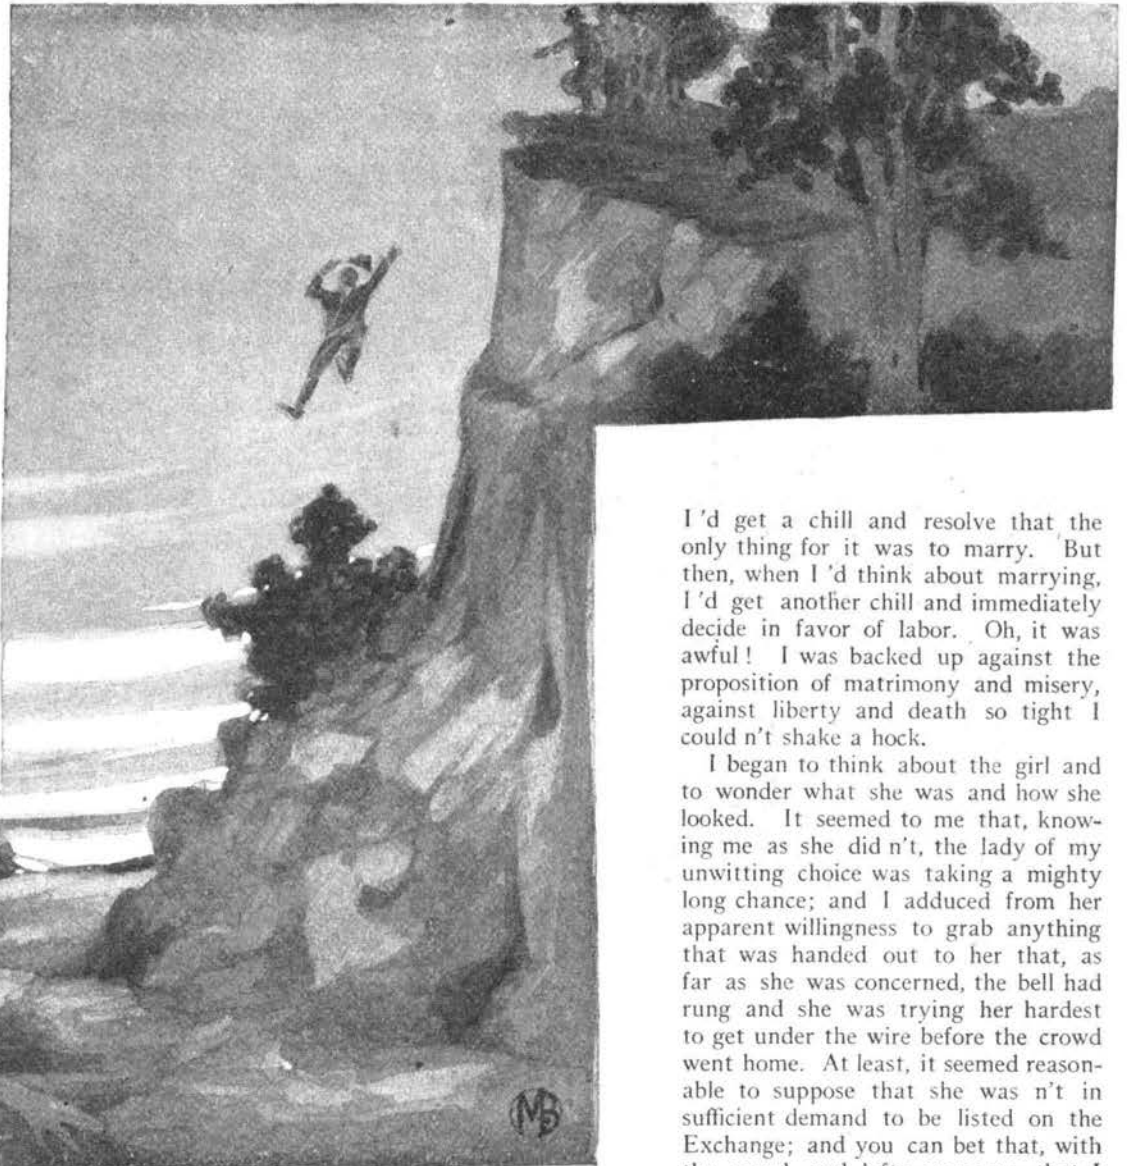 I 'd get a chill and resolve that the
only thing for it was to marry. But
then, when I 'd think about marrying,
I 'd get another chill and immediately
decide in favor of labor. Oh, it was
awful! I was backed up against the
proposition of matrimony and misery,
against liberty and death so tight I
could n't shake a hock.
I began to think about the girl and
to wonder what she was and how she
looked. It seemed to me that, know-
ing me as she did n't, the lady of my
unwitting choice was taking a mighty
long chance; and I adduced from her
apparent willingness to grab anything
that was handed out to her that, as
far as she was concerned, the bell had
rung and she was trying her hardest
to get under the wire before the crowd
went home. At least, it seemed reason-
able to suppose that she was n't in
sufficient demand to be listed on the
Exchange; and you can bet that, with
MB